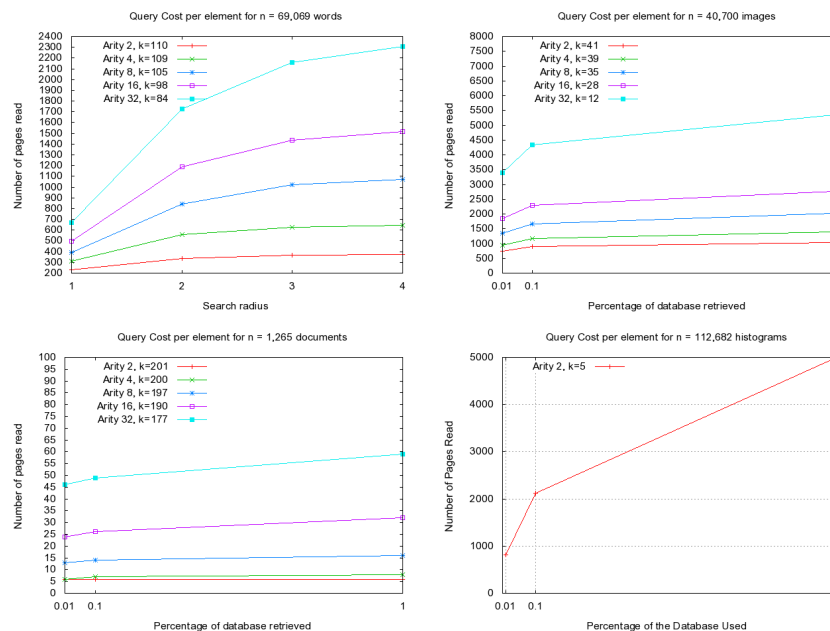 Query Cost per element for n = 69,069 words
Number of pages read
2400
2300
2200
2100
2000
1900
1800
1700
1600
1500
1400
1300
1200
1100
1000
900
800
700
600
500
400
300
200
Arity 2, k=110
Arity 4, k=109
Arity 8, k=105
Arity 16, k=98
Arity 32, k=84
1 2 3 4
Search radius
Query Cost per element for n = 40,700 images
Number of pages read
8000
7500
7000
6500
6000
5500
5000
4500
4000
3500
3000
2500
2000
1500
1000
500
0
Arity 2, k=41
Arity 4, k=39
Arity 8, k=35
Arity 16, k=28
Arity 32, k=12
0.01 0.1
Percentage of database retrieved
Query Cost per element for n = 1,265 documents
Number of pages read
100
95
90
85
80
75
70
65
60
55
50
45
40
35
30
25
20
15
10
5
0
Arity 2, k=201
Arity 4, k=200
Arity 8, k=197
Arity 16, k=190
Arity 32, k=177
0.01 0.1 1
Percentage of database retrieved
Query Cost per element for n = 112,682 histograms
Number of Pages Read
5000
4000
3000
2000
1000
0
Arity 2, k=5
0.01 0.1
Percentage of the Database Used